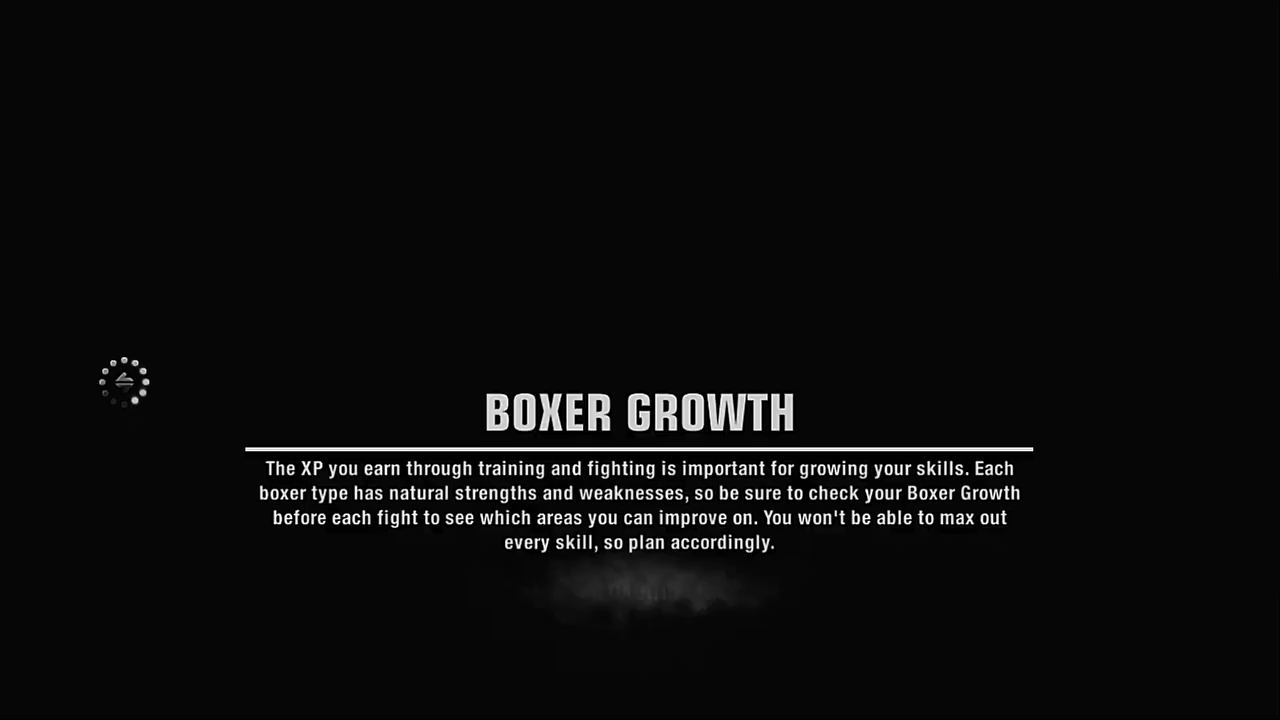 BOXER GROWTH
The XP you earn through training and fighting is important for growing your skills. Each
boxer type has natural strengths and weaknesses, so be sure to check your Boxer Growth
before each fight to see which areas you can improve on. You won't be able to max out
every skill, so plan accordingly.